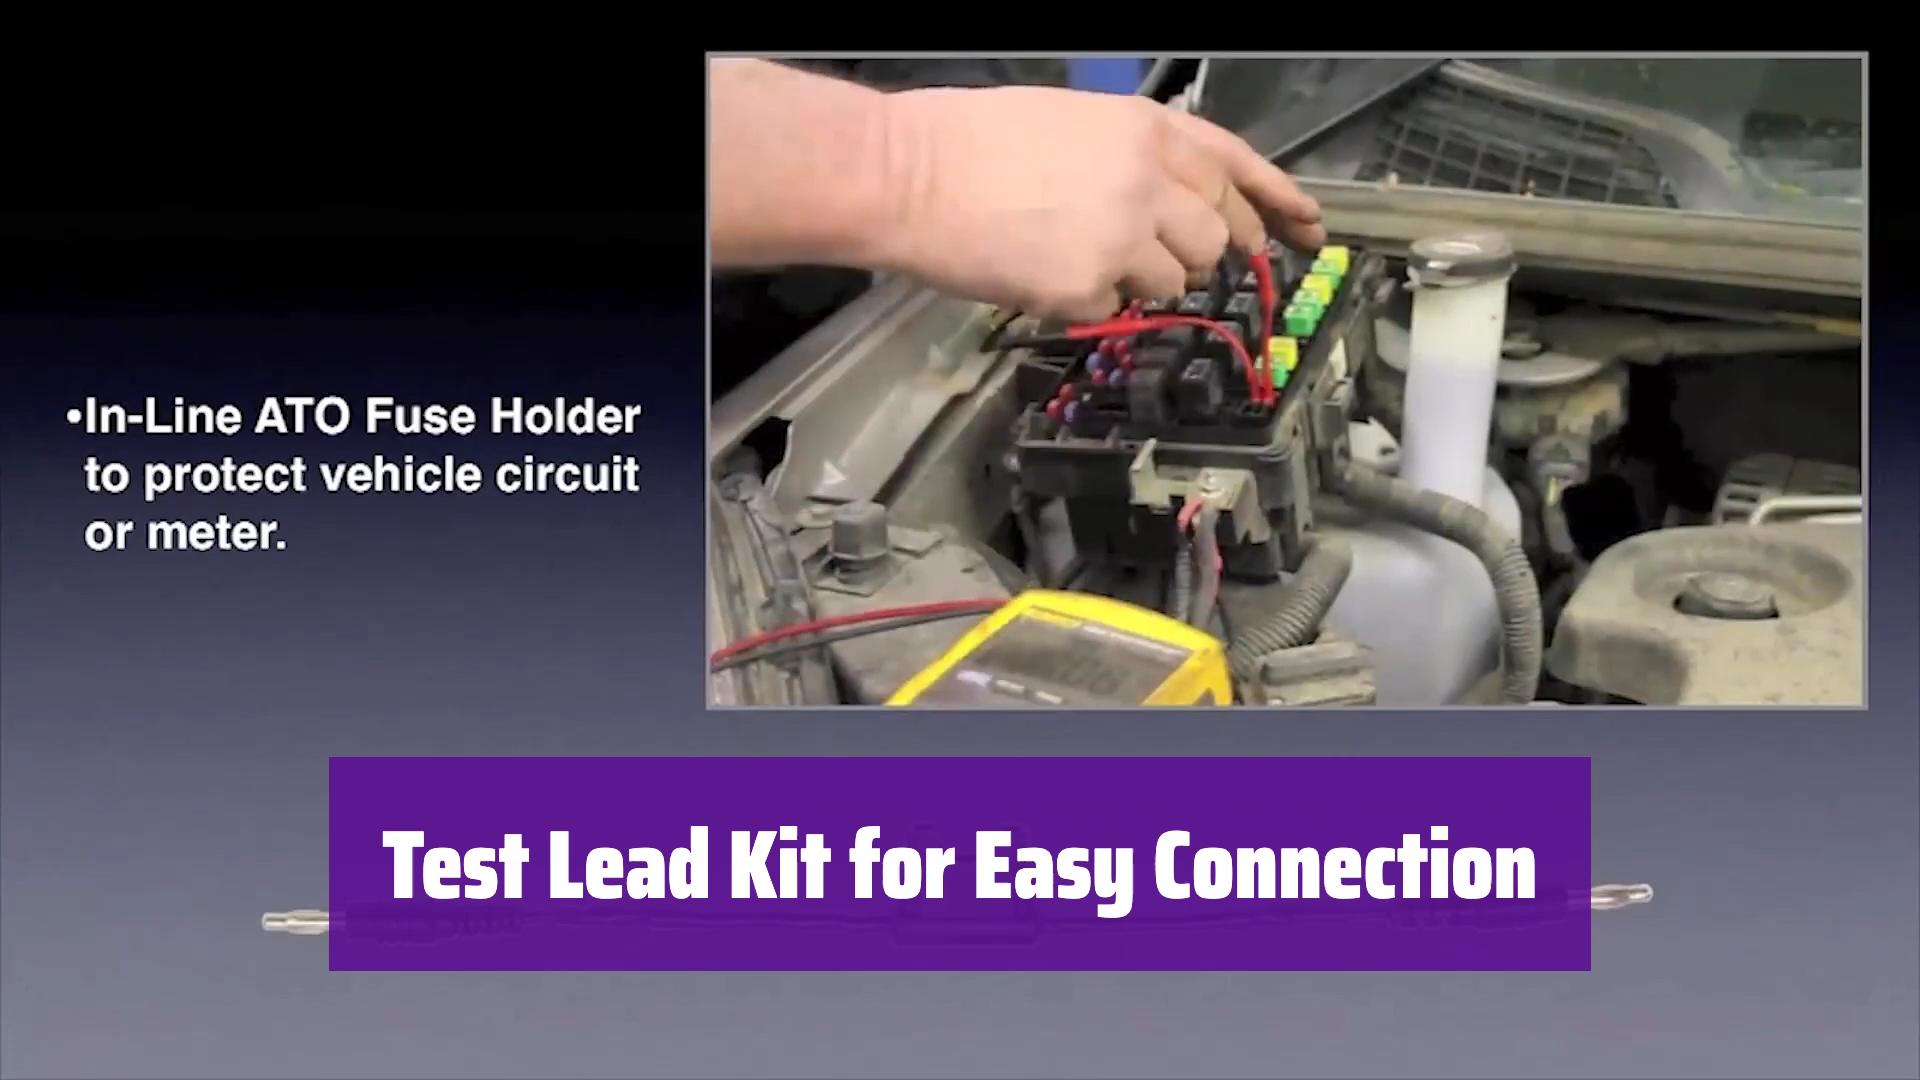 •In-Line ATO Fuse Holder
to protect vehicle circuit
or meter.
Test Lead Kit for Easy Connection